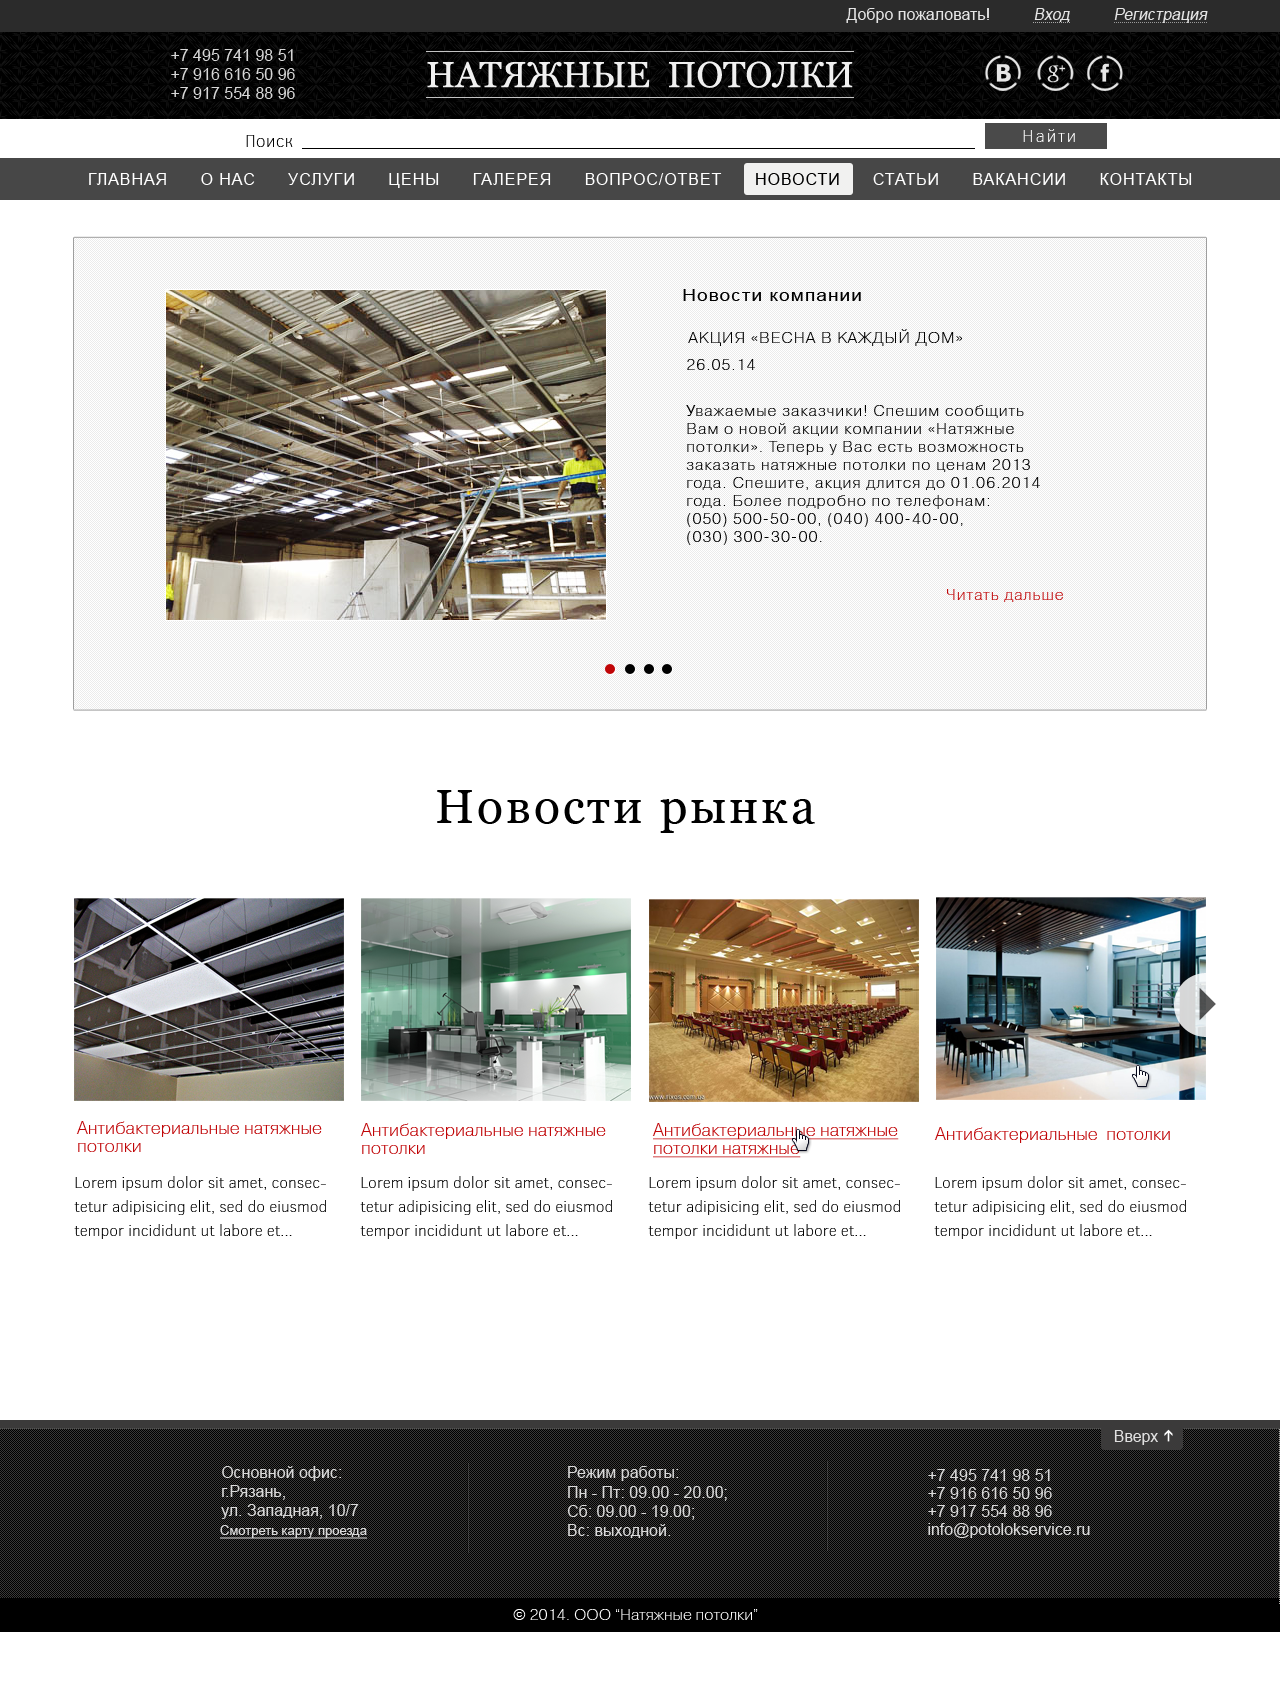 Добро пожаловать! Вход Регистрация
+7 495 741 98 51
+7 916 616 50 96
+7 917 554 88 96
НАТЯЖНЫЕ ПОТОЛКИ
В g+ f
Поиск Найти
ГЛАВНАЯ О НАС УСЛУГИ ЦЕНЫ ГАЛЕРЕЯ ВОПРОС/ОТВЕТ НОВОСТИ СТАТЬИ ВАКАНСИИ КОНТАКТЫ
Новости компании
АКЦИЯ «ВЕСНА В КАЖДЫЙ ДОМ»
26.05.14
Уважаемые заказчики! Спешим сообщить
Вам о новой акции компании «Натяжные
потолки». Теперь у Вас есть возможность
заказать натяжные потолки по ценам 2013
года. Спешите, акция длится до 01.06.2014
года. Более подробно по телефонам:
(050) 500-50-00, (040) 400-40-00,
(030) 300-30-00.
Читать дальше
Новости рынка
Антибактериальные натяжные
потолки
Lorem ipsum dolor sit amet, consec-
tetur adipisicing elit, sed do eiusmod
tempor incididunt ut labore et...
Антибактериальные натяжные
потолки
Lorem ipsum dolor sit amet, consec-
tetur adipisicing elit, sed do eiusmod
tempor incididunt ut labore et...
Антибактериальные натяжные
потолки натяжные
Lorem ipsum dolor sit amet, consec-
tetur adipisicing elit, sed do eiusmod
tempor incididunt ut labore et...
Антибактериальные потолки
Lorem ipsum dolor sit amet, consec-
tetur adipisicing elit, sed do eiusmod
tempor incididunt ut labore et...
Вверх
Основной офис:
г.Рязань,
ул. Западная, 10/7
Смотреть карту проезда
Режим работы:
Пн - Пт: 09.00 - 20.00;
Сб: 09.00 - 19.00;
Вс: выходной.
+7 495 741 98 51
+7 916 616 50 96
+7 917 554 88 96
info@potolokservice.ru
© 2014. ООО “Натяжные потолки”